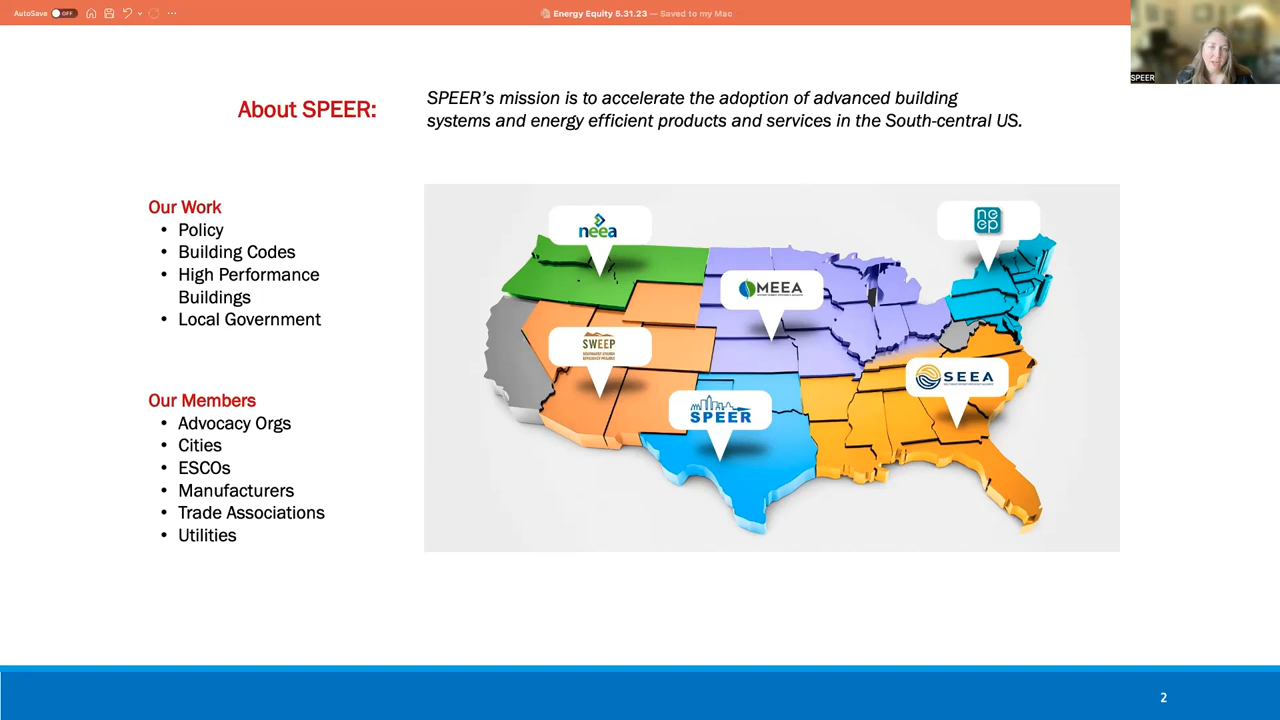 AutoSave OFF
Energy Equity 5.31.23 — Saved to my Mac
SPEER
About SPEER:
SPEER’s mission is to accelerate the adoption of advanced building
systems and energy efficient products and services in the South-central US.
Our Work
• Policy
• Building Codes
• High Performance
Buildings
• Local Government
Our Members
• Advocacy Orgs
• Cities
• ESCOs
• Manufacturers
• Trade Associations
• Utilities
neea
neep
MEEA
SWEEP
SEEA
SPEER
2